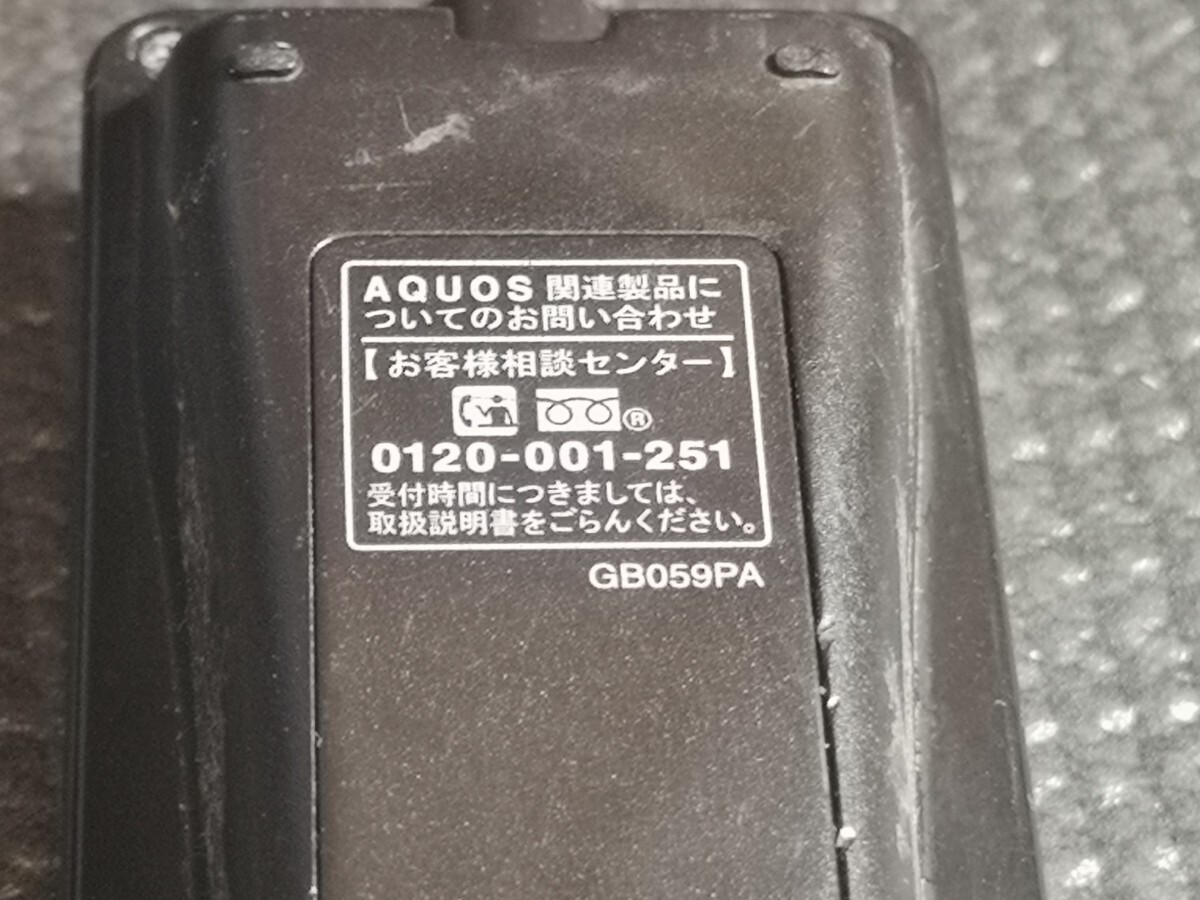 AQUOS 関連製品に
ついてのお問い合わせ
【お客様相談センター】
®
0120-001-251
受付時間につきましては、
取扱説明書をごらんください。
GB059PA